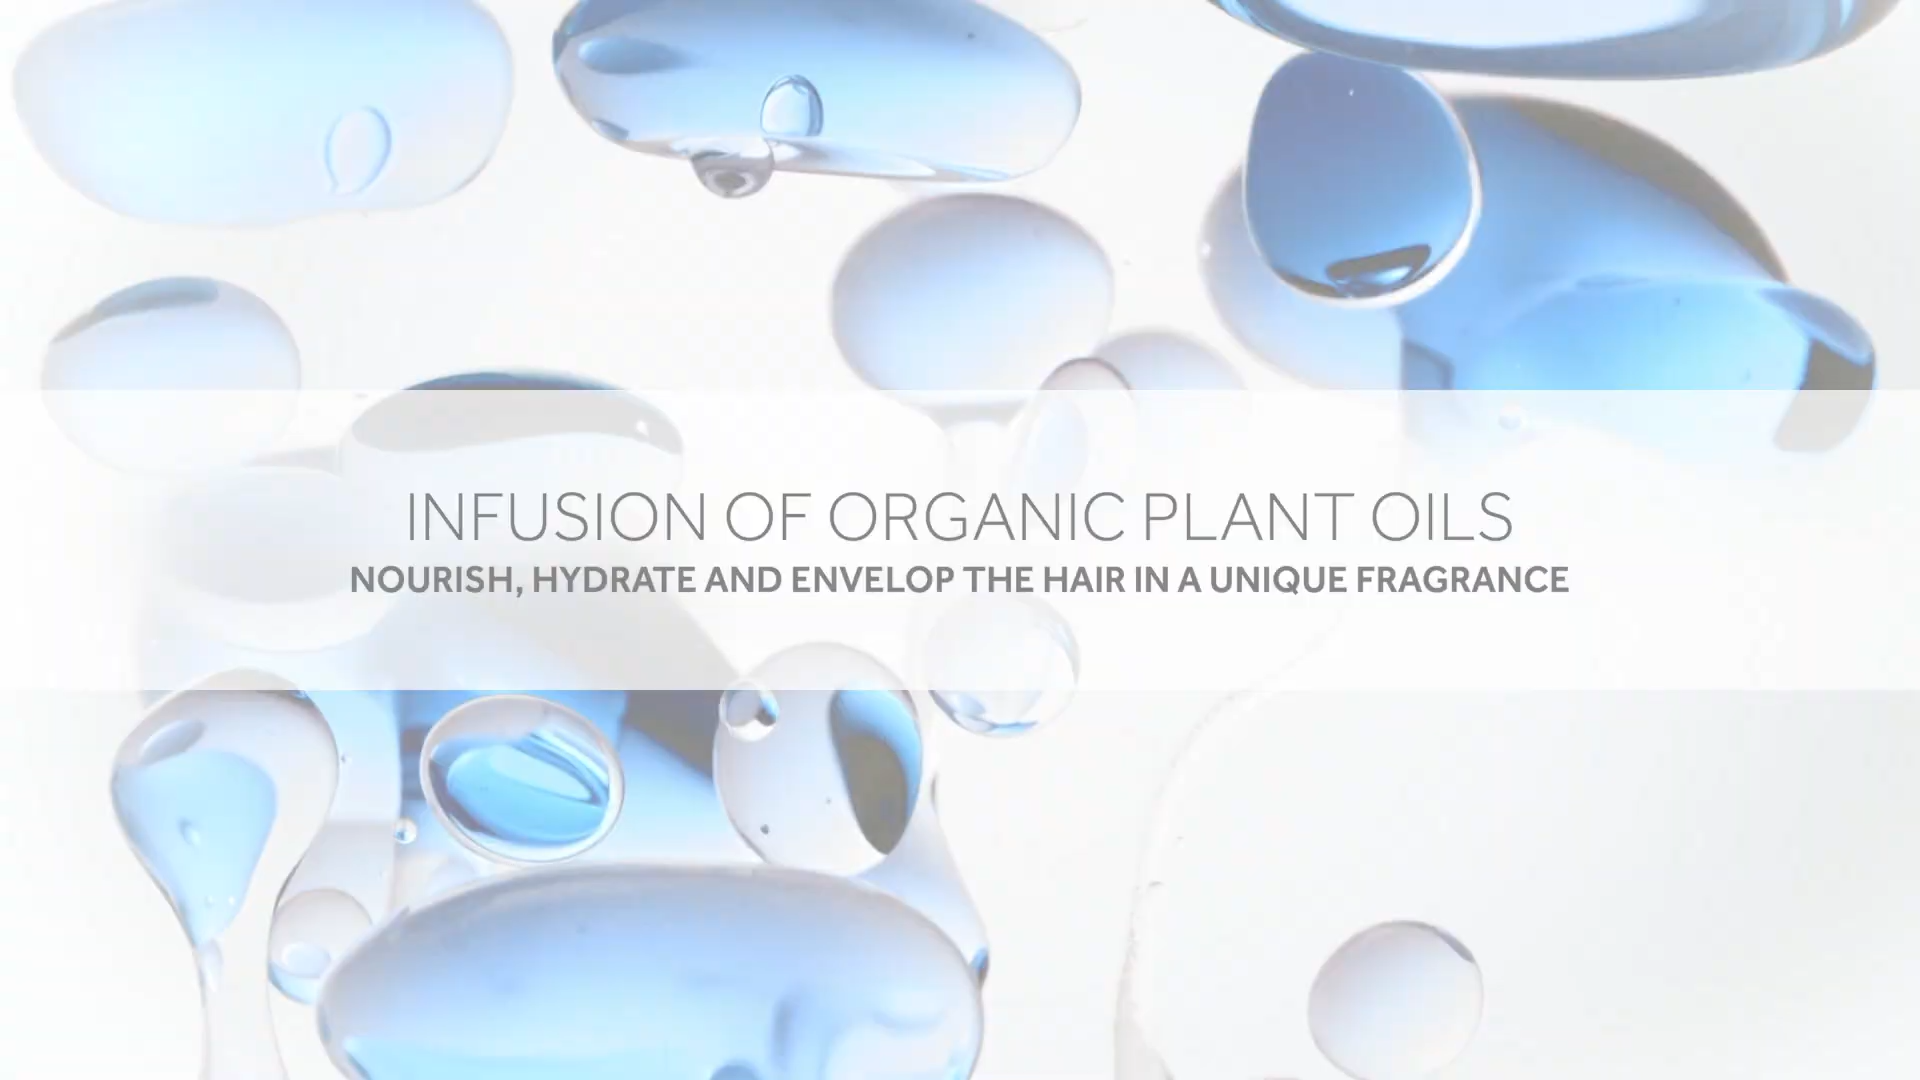 INFUSION OF ORGANIC PLANT OILS
NOURISH, HYDRATE AND ENVELOP THE HAIR IN A UNIQUE FRAGRANCE